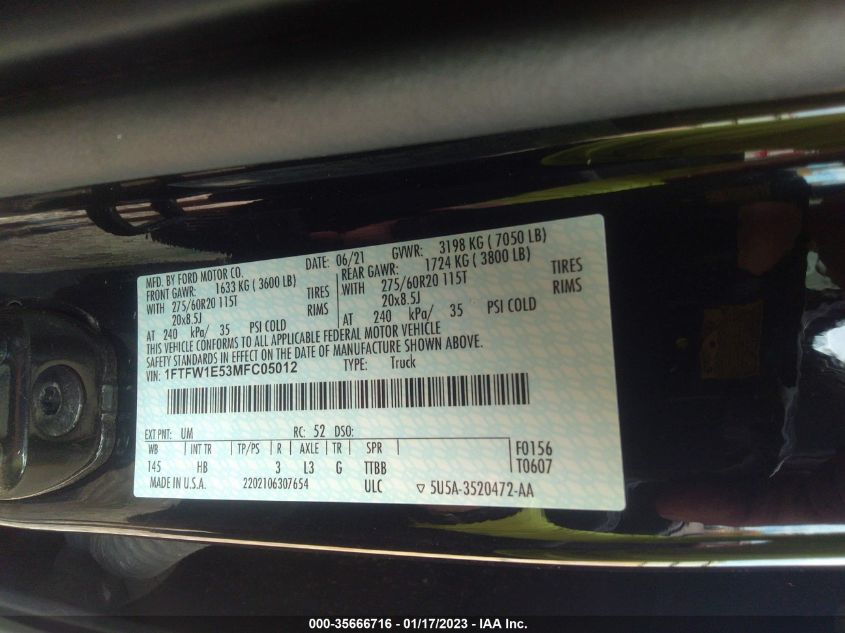 MFD. BY FORD MOTOR CO.
DATE: 06/21 GVWR: 3198 KG ( 7050 LB)
FRONT GAWR: 1633 KG ( 3600 LB)
REAR GAWR: 1724 KG ( 3800 LB)
WITH 275/60R20 115T TIRES
WITH 275/60R20 115T TIRES
20x8.5J RIMS
20x8.5J RIMS
AT 240 kPa/ 35 PSI COLD
AT 240 kPa/ 35 PSI COLD
THIS VEHICLE CONFORMS TO ALL APPLICABLE FEDERAL MOTOR VEHICLE
SAFETY STANDARDS IN EFFECT ON THE DATE OF MANUFACTURE SHOWN ABOVE.
VIN: 1FTFW1E53MFC05012 TYPE: Truck
EXT PNT: UM RC: 52 DSO:
WB INT TR TP/PS R AXLE TR SPR F0156
145 HB 3 L3 G TTBB T0607
MADE IN U.S.A. 2202106307654 ULC ▽ 5U5A-3520472-AA
000-35666716 - 01/17/2023 - IAA Inc.